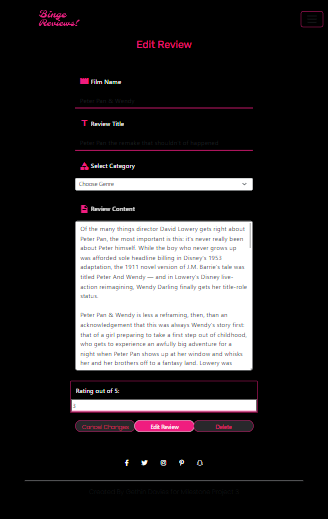 Binge
Reviews!
Edit Review
Film Name
Peter Pan & Wendy
Review Title
Select Category
Choose Genre
Review Content
Of the many things director David Lowery gets right about
Peter Pan, the most important is this: it's never really been
about Peter himself. While the boy who never grows up
was afforded sole headline billing in Disney's 1953
adaptation, the 1911 novel version of J.M. Barrie's tale was
titled Peter And Wendy — and in Lowery's Disney live-
action reimagining, Wendy Darling finally gets her title-role
status.
Peter Pan & Wendy is less a reframing, then, than an
acknowledgement that this was always Wendy's story first:
that of a girl preparing to take a first step out of childhood,
who gets to experience an awfully big adventure for a
night when Peter Pan shows up at her window and whisks
her and her brothers off to a fantasy land. Lowery was
Rating out of 5:
3
Cancel Changes
Edit Review
Delete